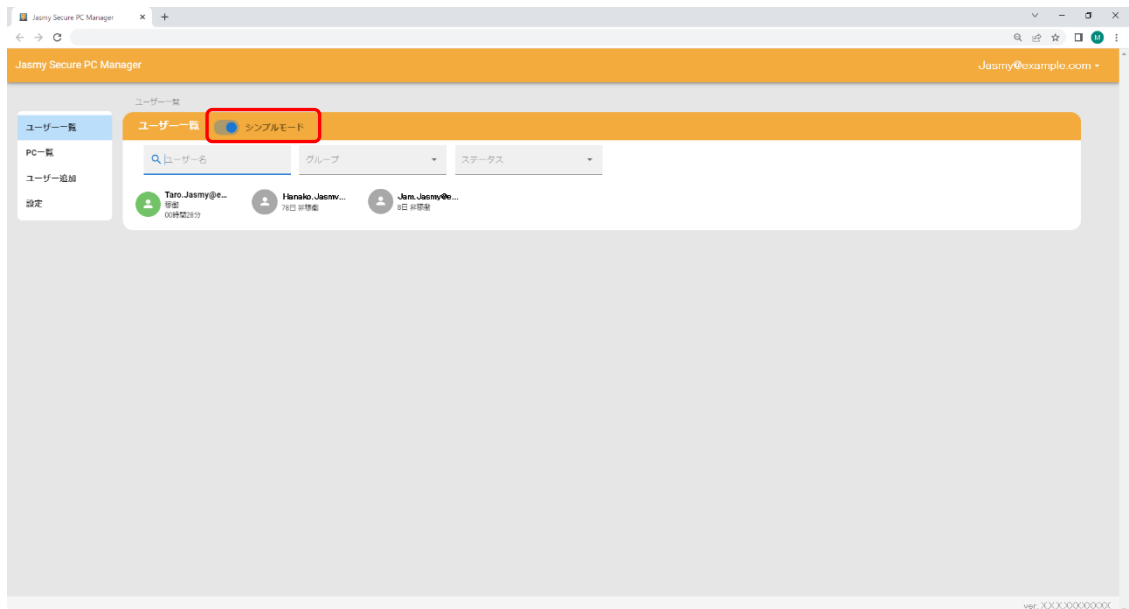 Jasmy Secure PC Manager
M
Jasmy Secure PC Manager
Jasmy@example.com
ユーザー一覧
ユーザー一覧
PC一覧
ユーザー追加
設定
ユーザー一覧 シンプルモード
ユーザー名 グループ ステータス
Taro.Jasmy@e...
稼働
00時間28分
Hanako.Jasmy...
78日 非稼働
Jam.Jasmy@e...
8日 非稼働
ver. XXXXXXXXXXX